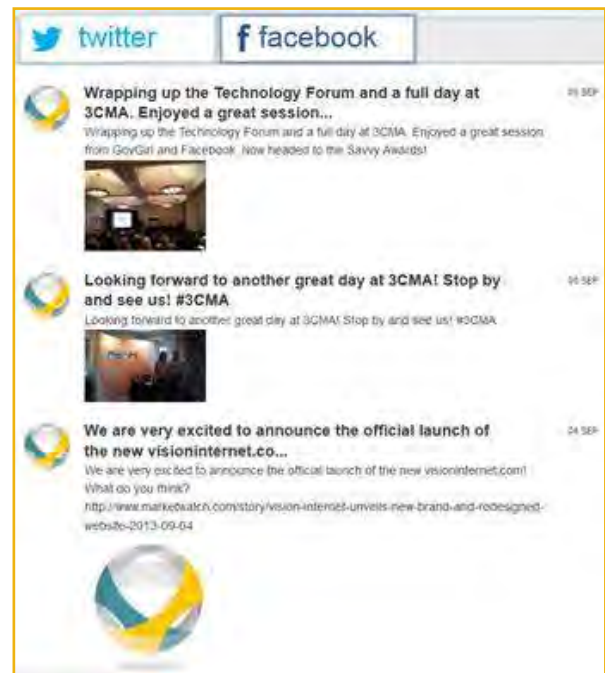 twitter
f facebook
Wrapping up the Technology Forum and a full day at
3CMA. Enjoyed a great session...
05 SEP
Wrapping up the Technology Forum and a full day at 3CMA. Enjoyed a great session
from GovGirl and Facebook. Now headed to the Savvy Awards!
Looking forward to another great day at 3CMA! Stop by
and see us! #3CMA
05 SEP
Looking forward to another great day at 3CMA! Stop by and see us! #3CMA
We are very excited to announce the official launch of
the new visioninternet.co...
04 SEP
We are very excited to announce the official launch of the new visioninternet.com!
What do you think?
http://www.marketwatch.com/story/vision-internet-unveils-new-brand-and-redesigned-
website-2013-09-04